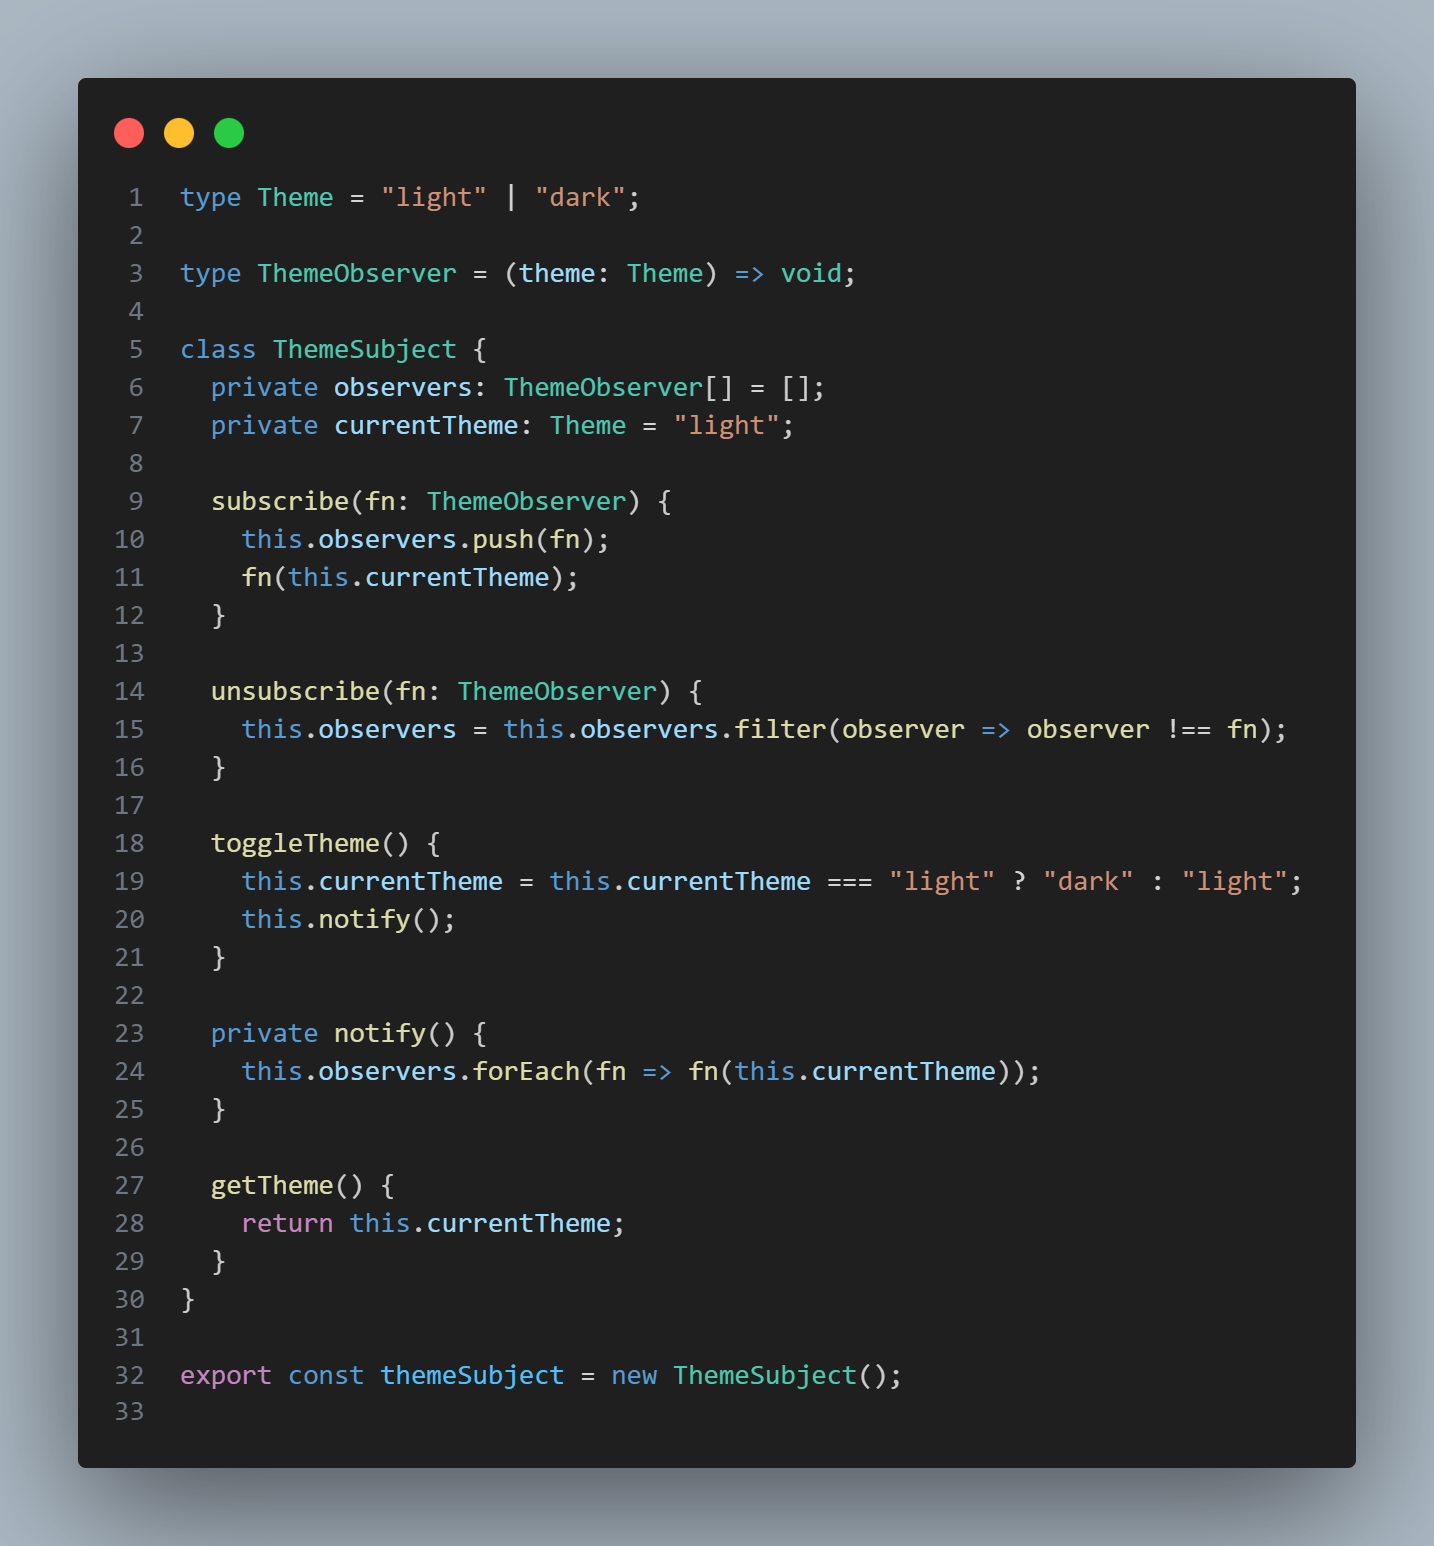 1 type Theme = "light" | "dark";
2
3 type ThemeObserver = (theme: Theme) => void;
4
5 class ThemeSubject {
6   private observers: ThemeObserver[] = [];
7   private currentTheme: Theme = "light";
8
9   subscribe(fn: ThemeObserver) {
10     this.observers.push(fn);
11     fn(this.currentTheme);
12   }
13
14   unsubscribe(fn: ThemeObserver) {
15     this.observers = this.observers.filter(observer => observer !== fn);
16   }
17
18   toggleTheme() {
19     this.currentTheme = this.currentTheme === "light" ? "dark" : "light";
20     this.notify();
21   }
22
23   private notify() {
24     this.observers.forEach(fn => fn(this.currentTheme));
25   }
26
27   getTheme() {
28     return this.currentTheme;
29   }
30 }
31
32 export const themeSubject = new ThemeSubject();
33